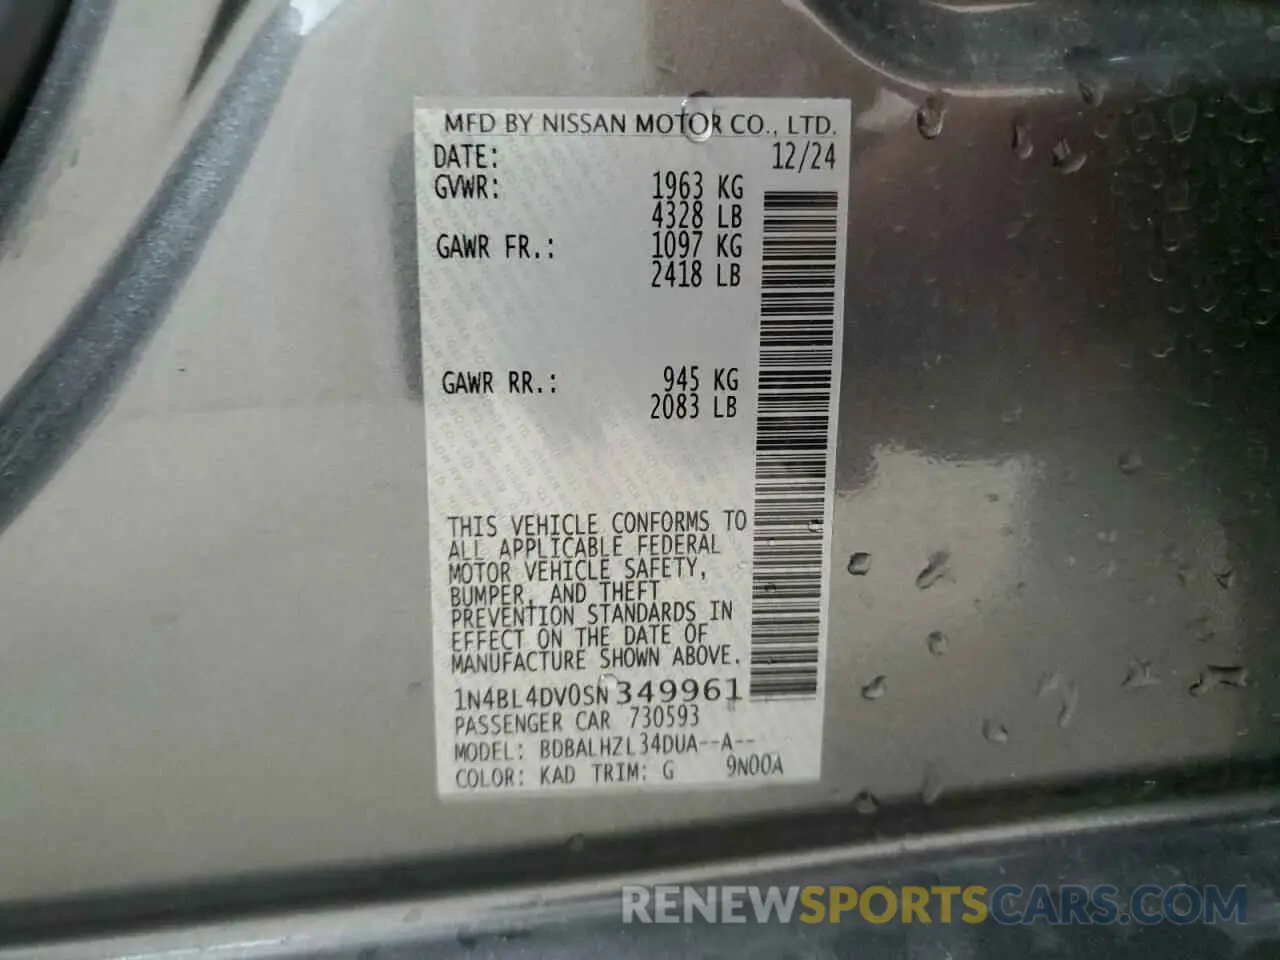 MFD BY NISSAN MOTOR CO., LTD.
DATE: 12/24
GVWR: 1963 KG
4328 LB
GAWR FR.: 1097 KG
2418 LB
GAWR RR.: 945 KG
2083 LB
THIS VEHICLE CONFORMS TO
ALL APPLICABLE FEDERAL
MOTOR VEHICLE SAFETY,
BUMPER, AND THEFT
PREVENTION STANDARDS IN
EFFECT ON THE DATE OF
MANUFACTURE SHOWN ABOVE.
1N4BL4DV0SN349961
PASSENGER CAR 730593
MODEL: BDBALHZL34DUA--A--
COLOR: KAD TRIM: G 9N00A
RENEWSPORTSCARS.COM